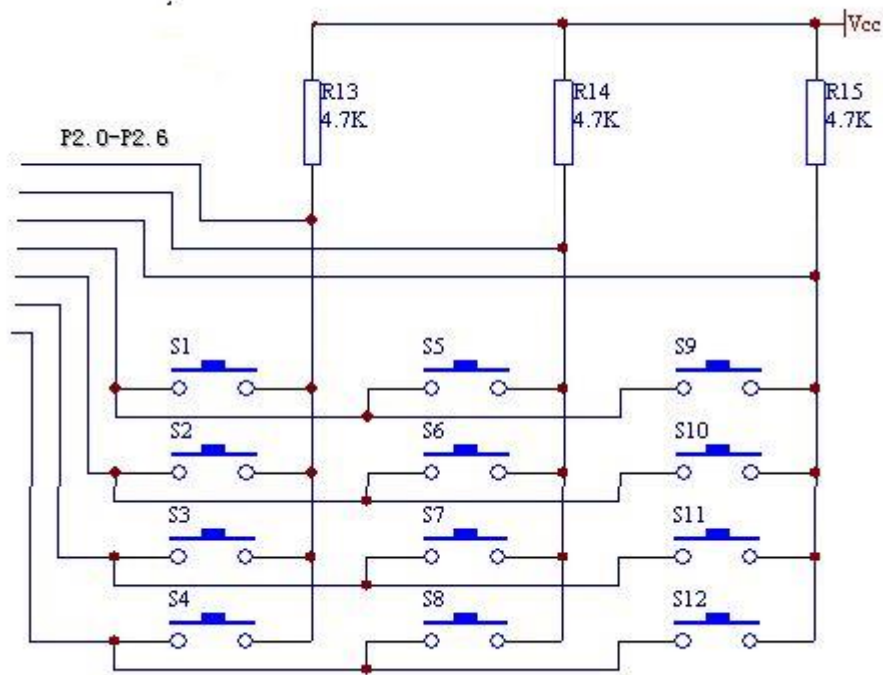 Vcc
R13
4.7K
R14
4.7K
R15
4.7K
P2.0-P2.6
S1
S5
S9
S2
S6
S10
S3
S7
S11
S4
S8
S12